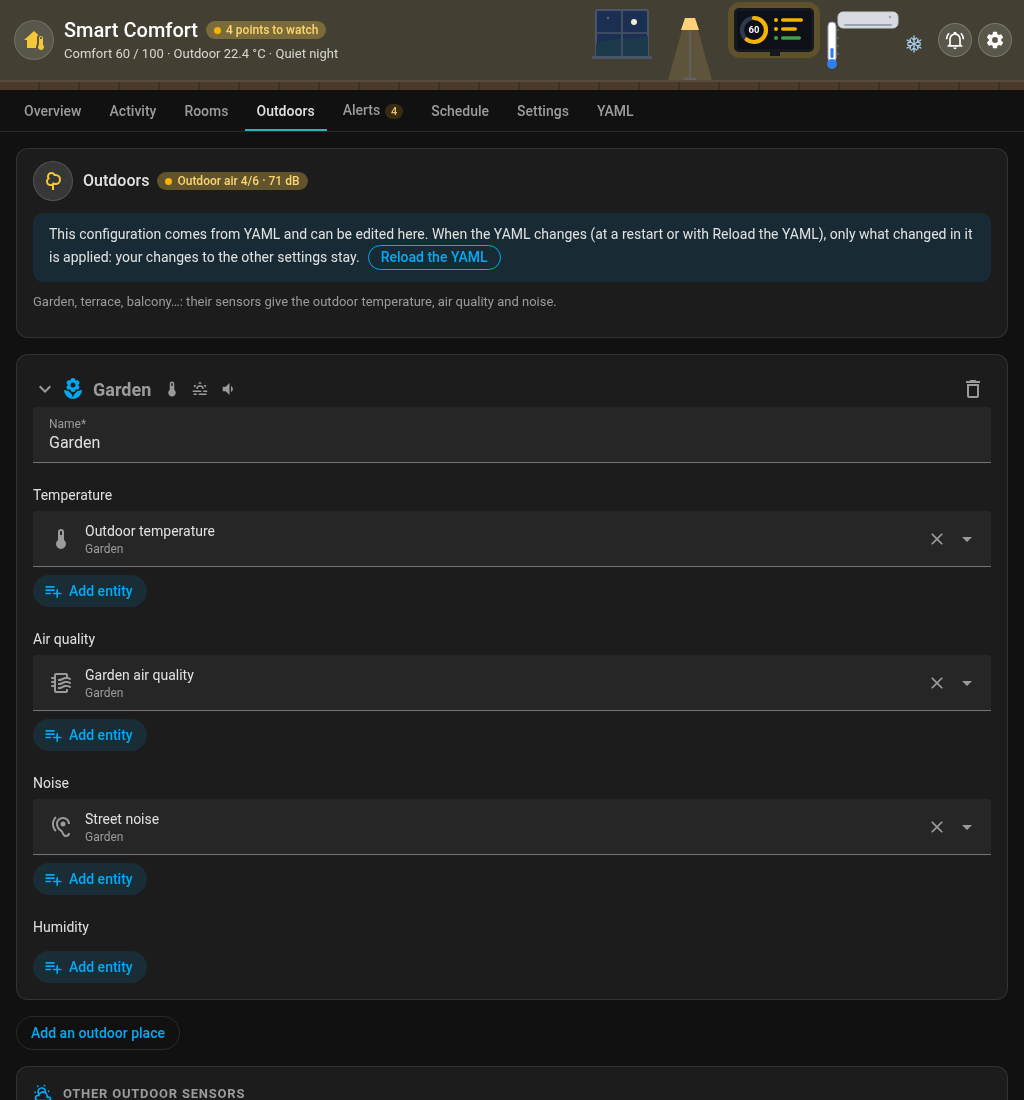 Smart Comfort
4 points to watch
Comfort 60 / 100 · Outdoor 22.4 °C · Quiet night
60
Overview
Activity
Rooms
Outdoors
Alerts 4
Schedule
Settings
YAML
Outdoors
Outdoor air 4/6 · 71 dB
This configuration comes from YAML and can be edited here. When the YAML changes (at a restart or with Reload the YAML), only what changed in it
is applied: your changes to the other settings stay. Reload the YAML
Garden, terrace, balcony…: their sensors give the outdoor temperature, air quality and noise.
Garden
Name*
Garden
Temperature
Outdoor temperature
Garden
Add entity
Air quality
Garden air quality
Garden
Add entity
Noise
Street noise
Garden
Add entity
Humidity
Add entity
Add an outdoor place
OTHER OUTDOOR SENSORS